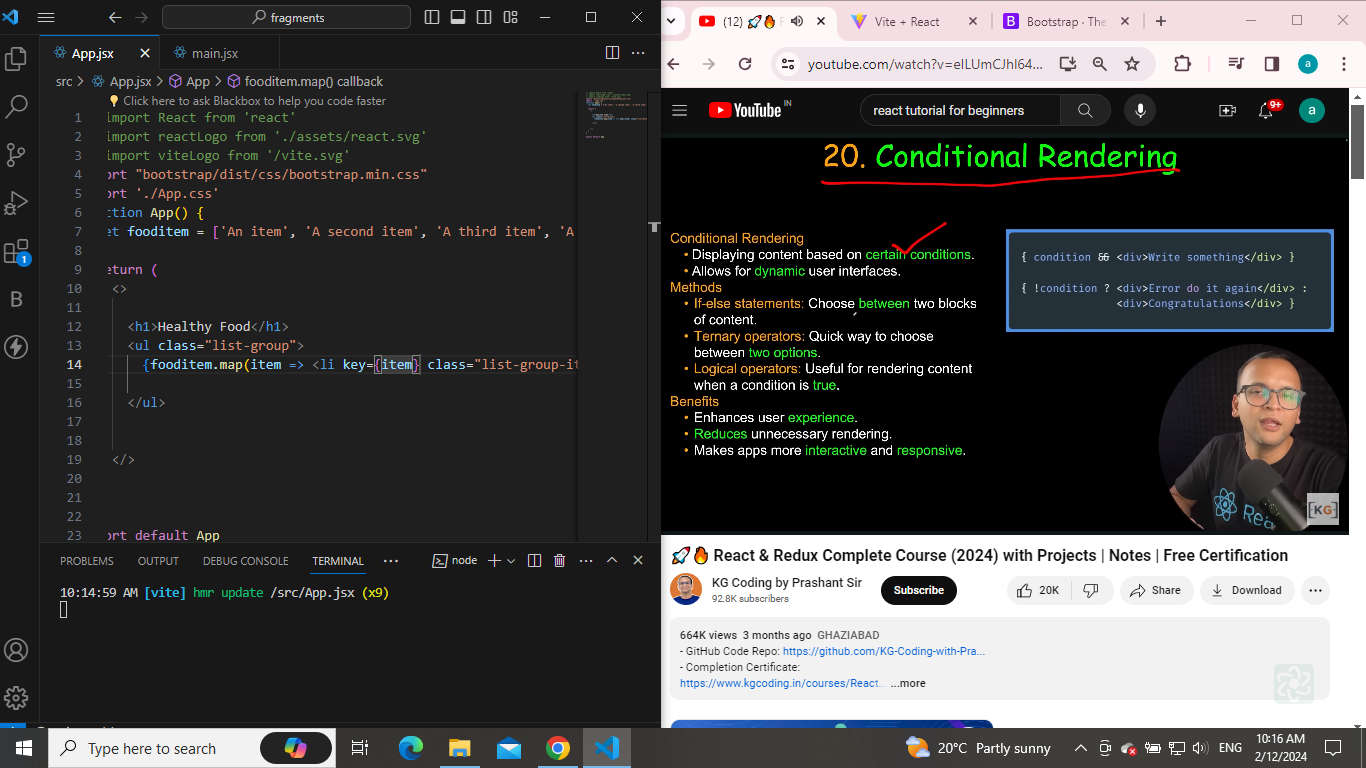 fragments
App.jsx
main.jsx
src > App.jsx > App > fooditem.map() callback
Click here to ask Blackbox to help you code faster
1 import React from 'react'
2 import reactLogo from './assets/react.svg'
3 import viteLogo from '/vite.svg'
4 ort "bootstrap/dist/css/bootstrap.min.css"
5 ort './App.css'
6 ction App() {
7 et fooditem = ['An item', 'A second item', 'A third item', 'A
8
9 eturn (
10 <>
11
12 <h1>Healthy Food</h1>
13 <ul class="list-group">
14 {fooditem.map(item => <li key={item} class="list-group-it
15
16 </ul>
17
18
19 </>
20
21
22
23 ort default App
1
B
PROBLEMS OUTPUT DEBUG CONSOLE TERMINAL ... node
10:14:59 AM [vite] hmr update /src/App.jsx (x9)
(12) 🚀🔥
Vite + React
Bootstrap · The
youtube.com/watch?v=eILUmCJhl64...
a
YouTube IN
react tutorial for beginners
9+
a
20. Conditional Rendering
Conditional Rendering
• Displaying content based on certain conditions.
• Allows for dynamic user interfaces.
Methods
• If-else statements: Choose between two blocks
of content.
• Ternary operators: Quick way to choose
between two options.
• Logical operators: Useful for rendering content
when a condition is true.
Benefits
• Enhances user experience.
• Reduces unnecessary rendering.
• Makes apps more interactive and responsive.
{ condition && <div>Write something</div> }
{ !condition ? <div>Error do it again</div> :
<div>Congratulations</div> }
Rea
[KG]
🚀🔥 React & Redux Complete Course (2024) with Projects | Notes | Free Certification
KG Coding by Prashant Sir
92.8K subscribers
Subscribe
20K
Share
Download
664K views 3 months ago GHAZIABAD
- GitHub Code Repo: https://github.com/KG-Coding-with-Pra...
- Completion Certificate:
https://www.kgcoding.in/courses/React... ...more
Type here to search
20°C Partly sunny
ENG
10:16 AM
2/12/2024